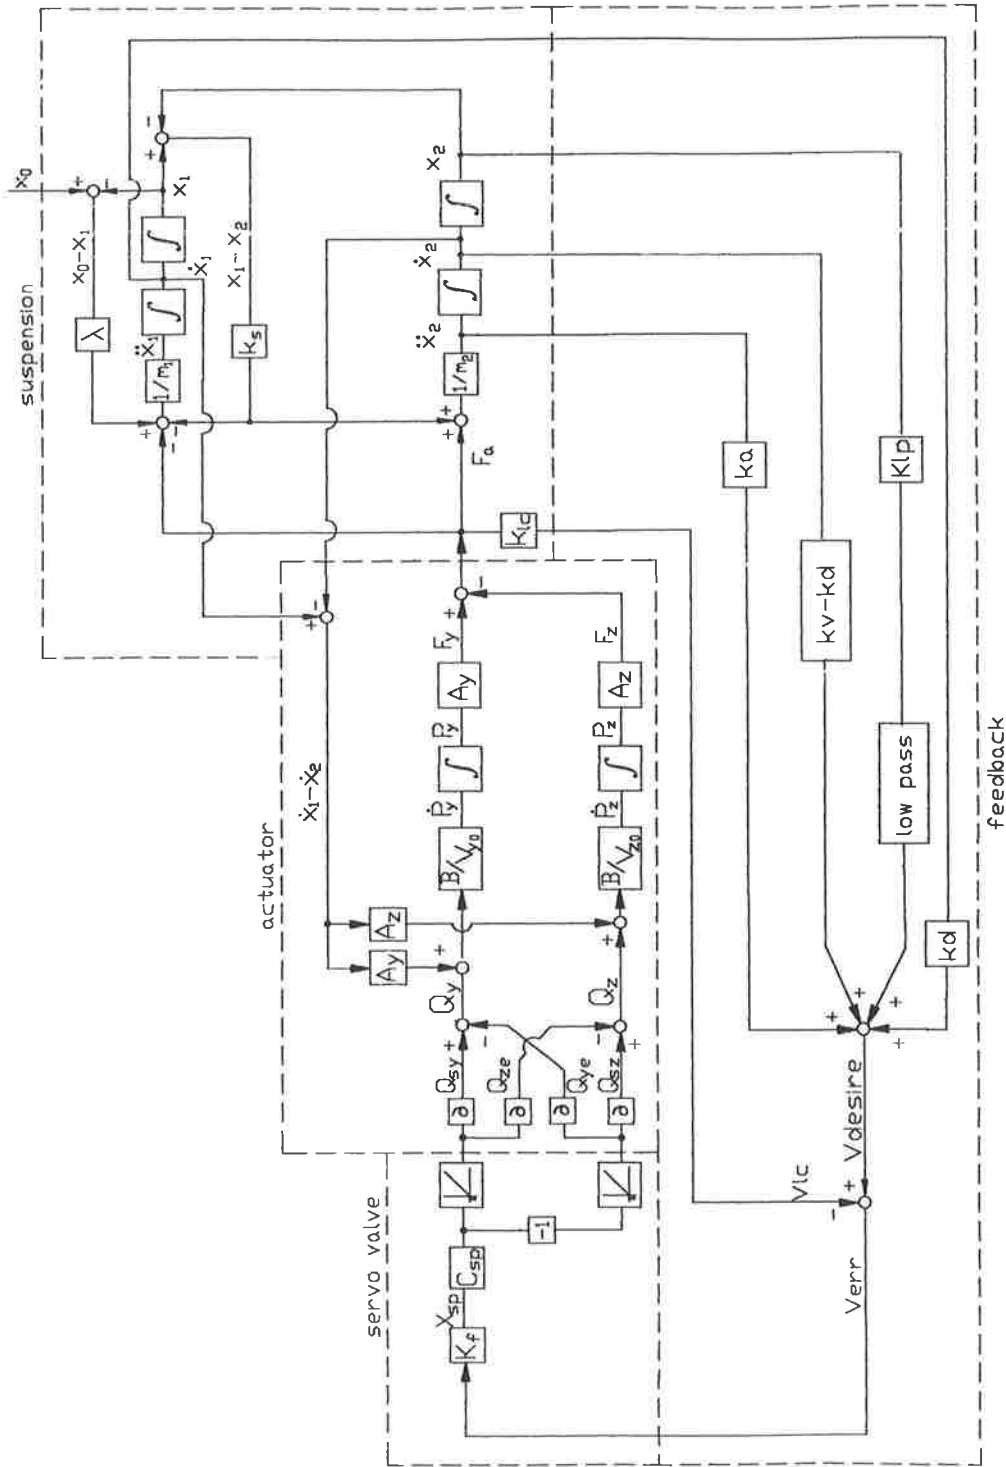 suspension
x0
+
-
x0-x1
λ
+
-
-
1/m1
ẍ1
∫
ẋ1
∫
x1
+
-
x1-x2
ks
actuator
+
-
ẋ1-ẋ2
Ay
Az
servo valve
Kf
Xsp
Csp
-1
∂
∂
∂
∂
Qsy
Qze
Qye
Qsz
+
-
-
+
Qy
Qz
+
+
B/Vy0
Ṗy
∫
Py
Ay
Fy
+
-
B/Vz0
Ṗz
∫
Pz
Az
Fz
klc
Fa
+
+
1/m2
ẍ2
∫
ẋ2
∫
x2
Vlc
-
+
Verr
Vdesire
+
+
+
+
ka
kv-kd
low pass
Klp
kd
feedback